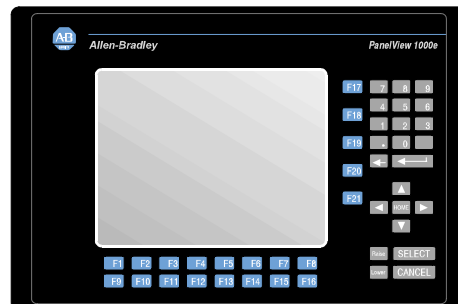 A-B
Allen-Bradley
PanelView 1000e
F17
7 8 9
F18
4 5 6
1 2 3
F19
. 0
F20
F21
HOME
Raise
SELECT
Lower
CANCEL
F1 F2 F3 F4 F5 F6 F7 F8
F9 F10 F11 F12 F13 F14 F15 F16